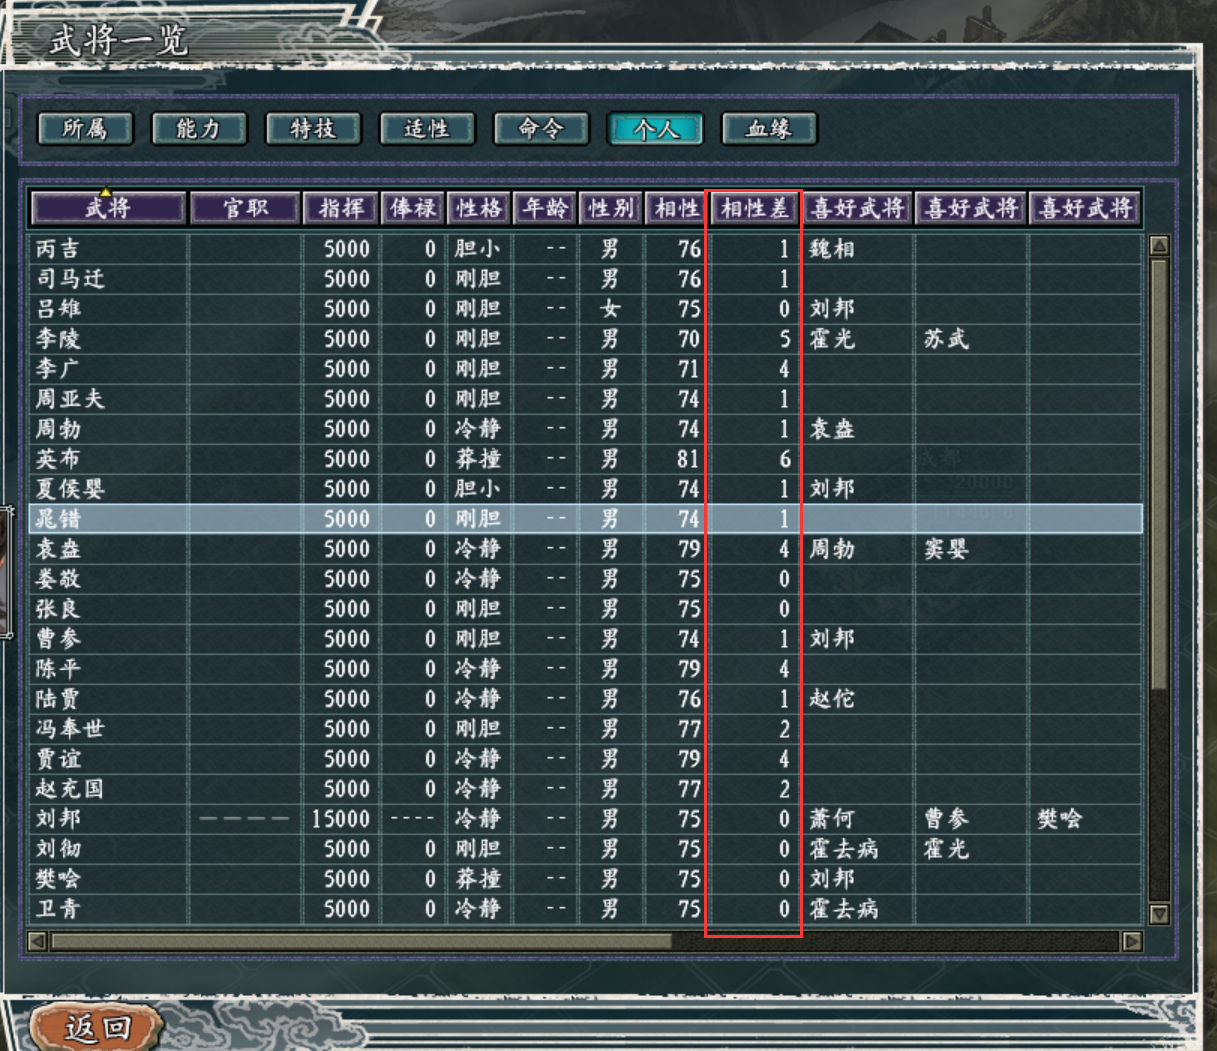 武将一览
所属 能力 特技 适性 命令 个人 血缘
武将 官职 指挥 俸禄 性格 年龄 性别 相性 相性差 喜好武将 喜好武将 喜好武将
丙吉 5000 0 胆小 -- 男 76 1 魏相
司马迁 5000 0 刚胆 -- 男 76 1
吕雉 5000 0 刚胆 -- 女 75 0 刘邦
李陵 5000 0 刚胆 -- 男 70 5 霍光 苏武
李广 5000 0 刚胆 -- 男 71 4
周亚夫 5000 0 刚胆 -- 男 74 1
周勃 5000 0 冷静 -- 男 74 1 袁盎
英布 5000 0 莽撞 -- 男 81 6
夏侯婴 5000 0 胆小 -- 男 74 1 刘邦
晁错 5000 0 刚胆 -- 男 74 1
袁盎 5000 0 冷静 -- 男 79 4 周勃 窦婴
娄敬 5000 0 冷静 -- 男 75 0
张良 5000 0 刚胆 -- 男 75 0
曹参 5000 0 刚胆 -- 男 74 1 刘邦
陈平 5000 0 冷静 -- 男 79 4
陆贾 5000 0 冷静 -- 男 76 1 赵佗
冯奉世 5000 0 刚胆 -- 男 77 2
贾谊 5000 0 冷静 -- 男 79 4
赵充国 5000 0 冷静 -- 男 77 2
刘邦 ---- 15000 ---- 冷静 -- 男 75 0 萧何 曹参 樊哙
刘彻 5000 0 刚胆 -- 男 75 0 霍去病 霍光
樊哙 5000 0 莽撞 -- 男 75 0 刘邦
卫青 5000 0 冷静 -- 男 75 0 霍去病
返回